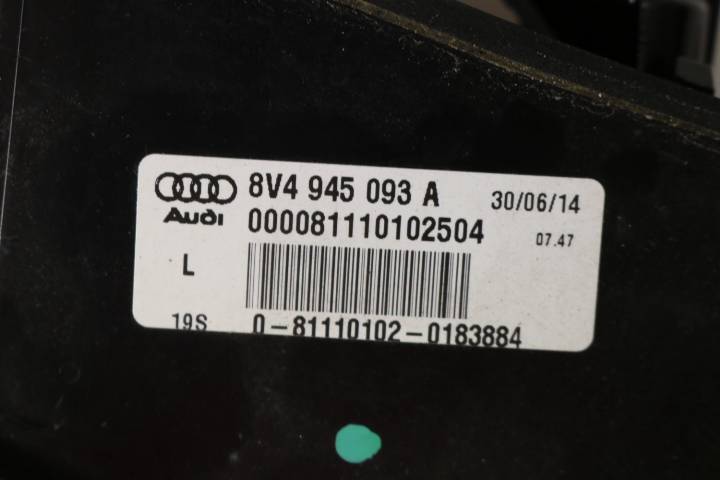 8V4 945 093 A 30/06/14
Audi 000081110102504 07.47
L
19S 0-81110102-0183884